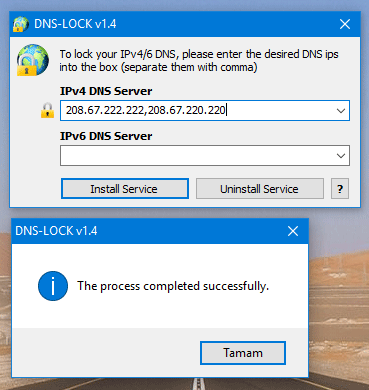 DNS-LOCK v1.4
To lock your IPv4/6 DNS, please enter the desired DNS ips
into the box (separate them with comma)
IPv4 DNS Server
208.67.222.222,208.67.220.220
IPv6 DNS Server
Install Service
Uninstall Service
?
DNS-LOCK v1.4
The process completed successfully.
Tamam